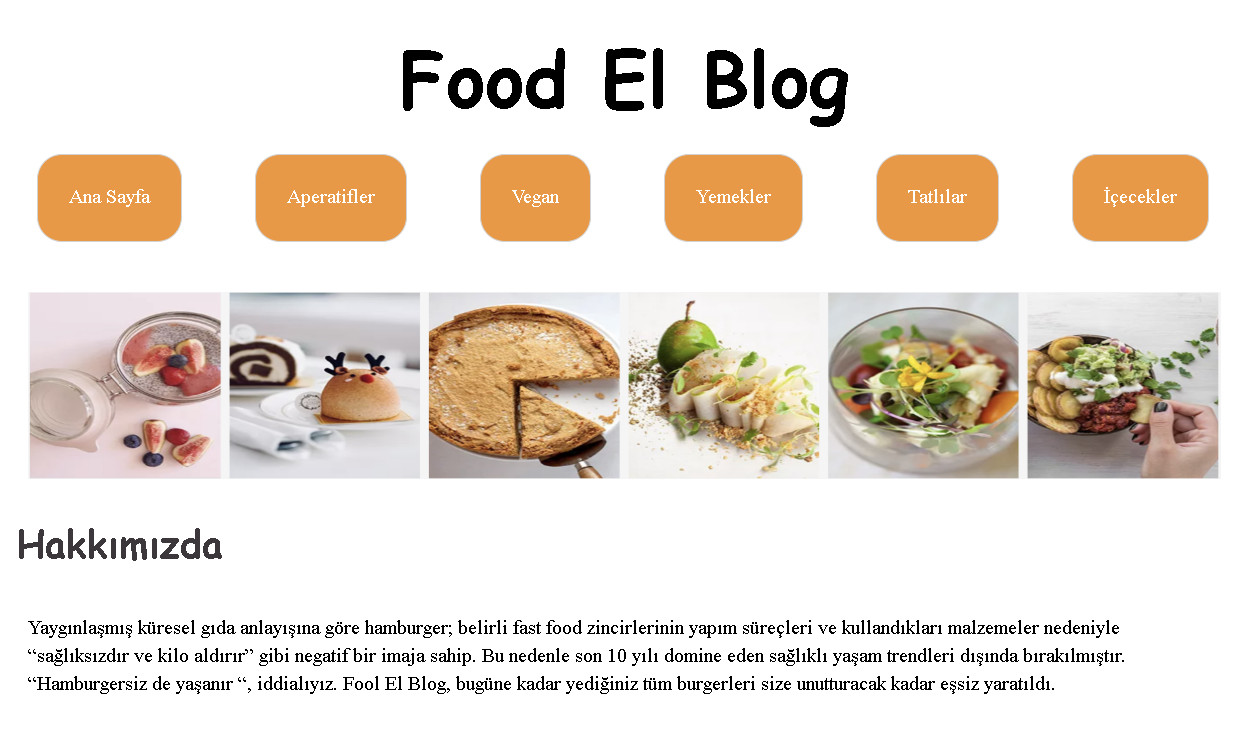 Food El Blog
Ana Sayfa
Aperatifler
Vegan
Yemekler
Tatlılar
İçecekler
Hakkımızda
Yaygınlaşmış küresel gıda anlayışına göre hamburger; belirli fast food zincirlerinin yapım süreçleri ve kullandıkları malzemeler nedeniyle
“sağlıksızdır ve kilo aldırır” gibi negatif bir imaja sahip. Bu nedenle son 10 yılı domine eden sağlıklı yaşam trendleri dışında bırakılmıştır.
“Hamburgersiz de yaşanır “, iddialıyız. Fool El Blog, bugüne kadar yediğiniz tüm burgerleri size unutturacak kadar eşsiz yaratıldı.